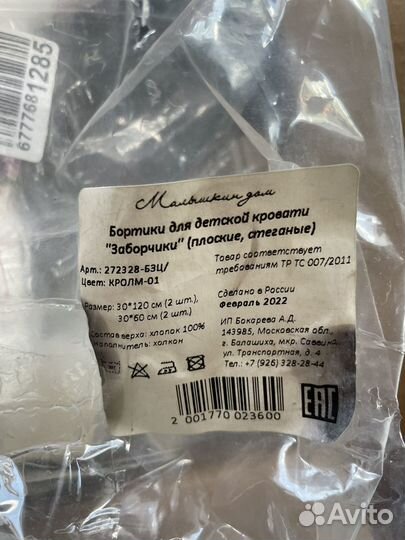 6777681285
Малышкин дом
Бортики для детской кровати
"Заборчики" (плоские, стеганые)
Арт.: 272328-БЗЦ/
Цвет: КРОЛМ-01
Размер: 30*120 см (2 шт.),
30*60 см (2 шт.)
Состав верха: хлопок 100%
наполнитель: холкон
Товар соответствует
требованиям ТР ТС 007/2011
Сделано в России
Февраль 2022
ИП Бокарева А.Д.
143985, Московская обл.,
г. Балашиха, мкр. Саввино,
ул. Транспортная, д. 4
Тел.: +7 (926) 328-28-44
2 001770 023600
EAC
Avito